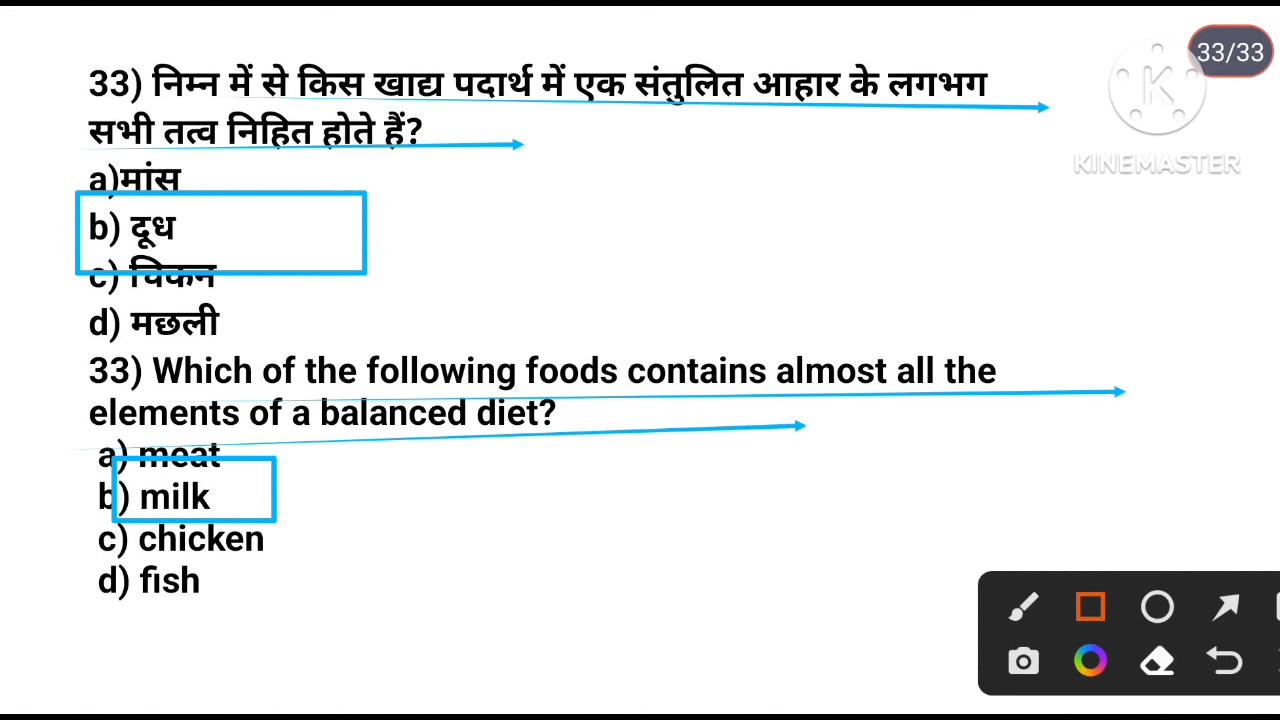 33/33
33) निम्न में से किस खाद्य पदार्थ में एक संतुलित आहार के लगभग
सभी तत्व निहित होते हैं?
KINEMASTER
a)मांस
b) दूध
c) चिकन
d) मछली
33) Which of the following foods contains almost all the
elements of a balanced diet?
a) meat
b) milk
c) chicken
d) fish